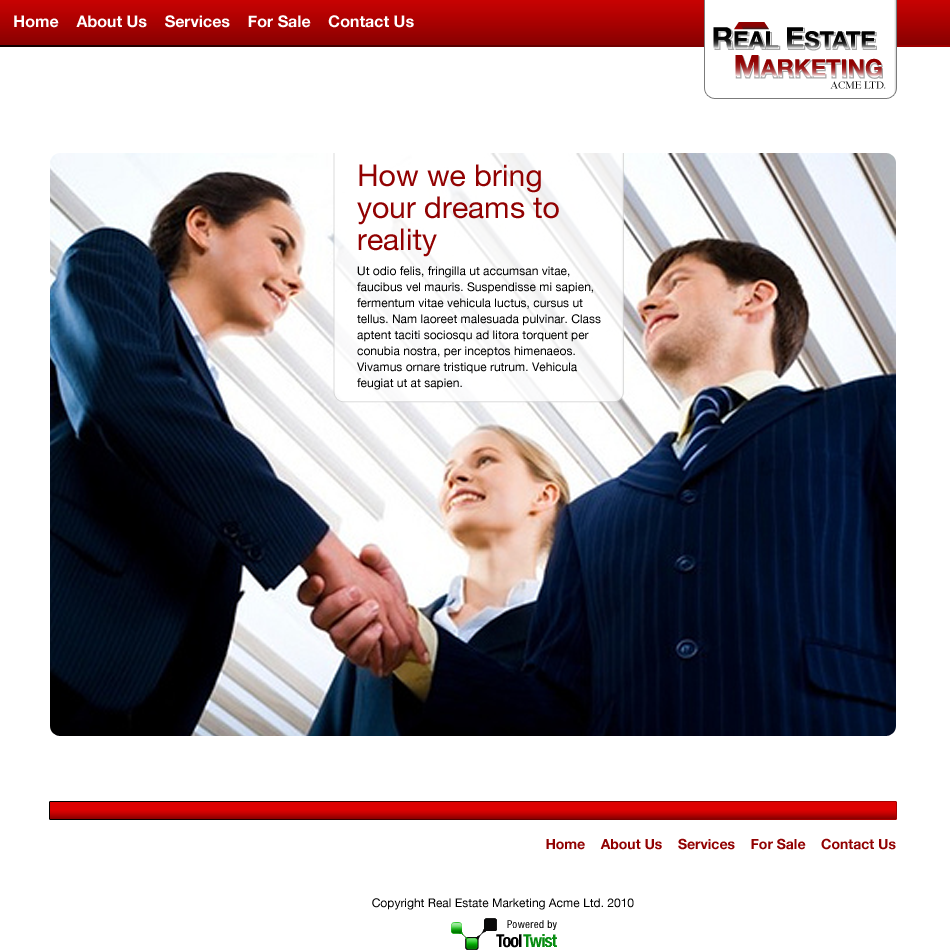 Home About Us Services For Sale Contact Us
REAL ESTATE
MARKETING
ACME LTD.
How we bring
your dreams to
reality
Ut odio felis, fringilla ut accumsan vitae,
faucibus vel mauris. Suspendisse mi sapien,
fermentum vitae vehicula luctus, cursus ut
tellus. Nam laoreet malesuada pulvinar. Class
aptent taciti sociosqu ad litora torquent per
conubia nostra, per inceptos himenaeos.
Vivamus ornare tristique rutrum. Vehicula
feugiat ut at sapien.
Home About Us Services For Sale Contact Us
Copyright Real Estate Marketing Acme Ltd. 2010
Powered by
ToolTwist